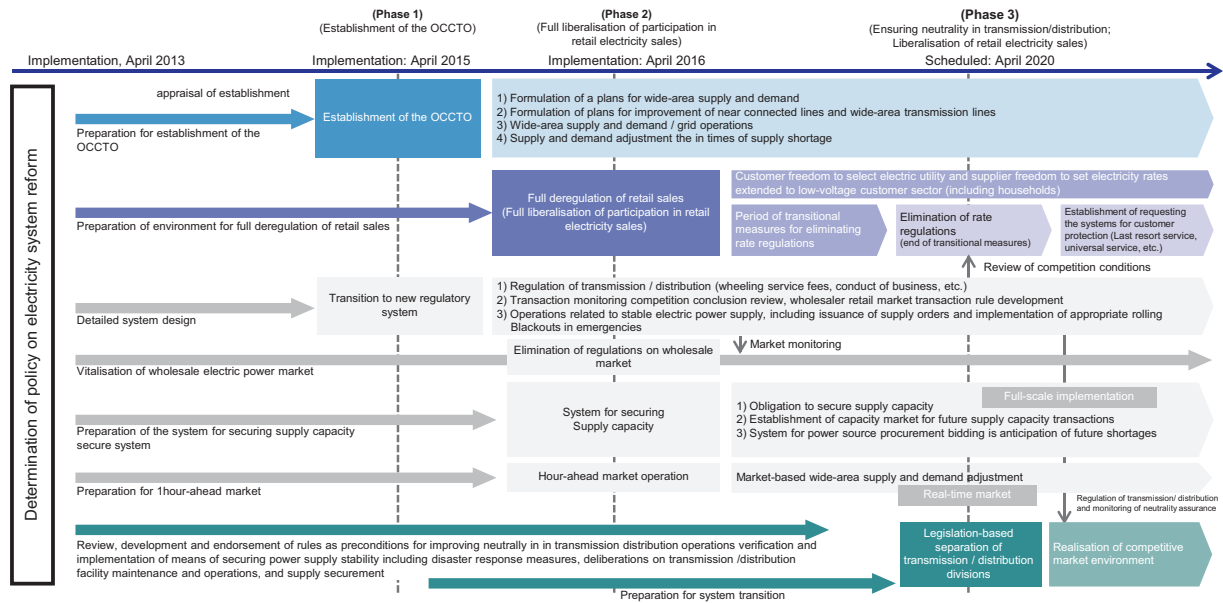 (Phase 1)
(Establishment of the OCCTO)
(Phase 2)
(Full liberalisation of participation in
retail electricity sales)
(Phase 3)
(Ensuring neutrality in transmission/distribution;
Liberalisation of retail electricity sales)
Implementation, April 2013
Implementation: April 2015
Implementation: April 2016
Scheduled: April 2020
Determination of policy on electricity system reform
appraisal of establishment
Preparation for establishment of the
OCCTO
Establishment of the OCCTO
1) Formulation of a plans for wide-area supply and demand
2) Formulation of plans for improvement of near connected lines and wide-area transmission lines
3) Wide-area supply and demand / grid operations
4) Supply and demand adjustment the in times of supply shortage
Preparation of environment for full deregulation of retail sales
Full deregulation of retail sales
(Full liberalisation of participation in retail
electricity sales)
Customer freedom to select electric utility and supplier freedom to set electricity rates
extended to low-voltage customer sector (including households)
Period of transitional
measures for eliminating
rate regulations
Elimination of rate
regulations
(end of transitional measures)
Establishment of requesting
the systems for customer
protection (Last resort service,
universal service, etc.)
Review of competition conditions
Detailed system design
Transition to new regulatory
system
1) Regulation of transmission / distribution (wheeling service fees, conduct of business, etc.)
2) Transaction monitoring competition conclusion review, wholesaler retail market transaction rule development
3) Operations related to stable electric power supply, including issuance of supply orders and implementation of appropriate rolling
Blackouts in emergencies
Market monitoring
Vitalisation of wholesale electric power market
Elimination of regulations on wholesale
market
Preparation of the system for securing supply capacity
secure system
System for securing
Supply capacity
Full-scale implementation
1) Obligation to secure supply capacity
2) Establishment of capacity market for future supply capacity transactions
3) System for power source procurement bidding is anticipation of future shortages
Preparation for 1hour-ahead market
Hour-ahead market operation
Market-based wide-area supply and demand adjustment
Real-time market
Regulation of transmission/ distribution
and monitoring of neutrality assurance
Review, development and endorsement of rules as preconditions for improving neutrally in in transmission distribution operations verification and
implementation of means of securing power supply stability including disaster response measures, deliberations on transmission /distribution
facility maintenance and operations, and supply securement
Legislation-based
separation of
transmission / distribution
divisions
Realisation of competitive
market environment
Preparation for system transition